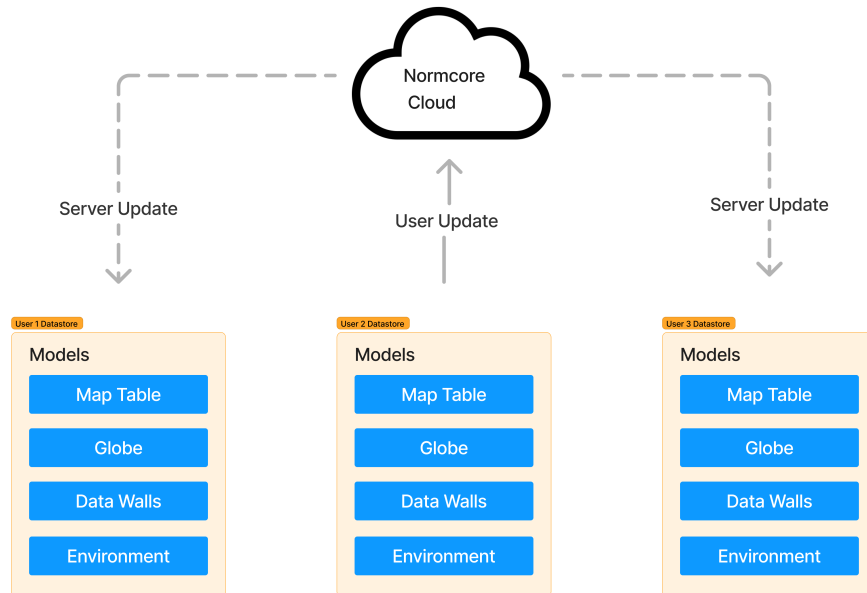 Normcore
Cloud
Server Update
User Update
Server Update
User 1 Datastore
Models
Map Table
Globe
Data Walls
Environment
User 2 Datastore
Models
Map Table
Globe
Data Walls
Environment
User 3 Datastore
Models
Map Table
Globe
Data Walls
Environment